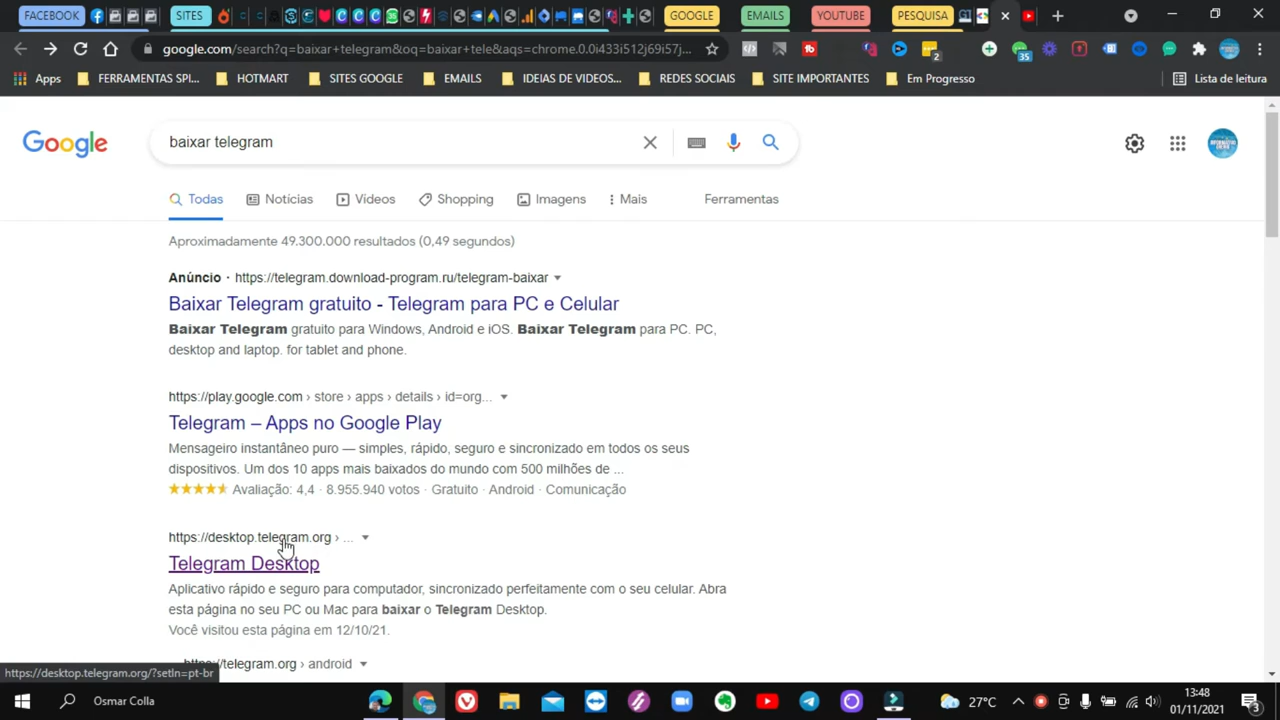 FACEBOOK
SITES
GOOGLE
EMAILS
YOUTUBE
PESQUISA
google.com/search?q=baixar+telegram&oq=baixar+tele&aqs=chrome.0.0i433i512j69i57j...
2
35
Apps
FERRAMENTAS SPI...
HOTMART
SITES GOOGLE
EMAILS
IDEIAS DE VIDEOS...
REDES SOCIAIS
SITE IMPORTANTES
Em Progresso
Lista de leitura
Google
baixar telegram
Todas
Notícias
Vídeos
Shopping
Imagens
Mais
Ferramentas
Aproximadamente 49.300.000 resultados (0,49 segundos)
Anúncio · https://telegram.download-program.ru/telegram-baixar
Baixar Telegram gratuito - Telegram para PC e Celular
Baixar Telegram gratuito para Windows, Android e iOS. Baixar Telegram para PC. PC,
desktop and laptop. for tablet and phone.
https://play.google.com › store › apps › details › id=org...
Telegram – Apps no Google Play
Mensageiro instantâneo puro — simples, rápido, seguro e sincronizado em todos os seus
dispositivos. Um dos 10 apps mais baixados do mundo com 500 milhões de ...
Avaliação: 4,4 · 8.955.940 votos · Gratuito · Android · Comunicação
https://desktop.telegram.org › ...
Telegram Desktop
Aplicativo rápido e seguro para computador, sincronizado perfeitamente com o seu celular. Abra
esta página no seu PC ou Mac para baixar o Telegram Desktop.
Você visitou esta página em 12/10/21.
https://telegram.org › android
https://desktop.telegram.org/?setln=pt-br
Osmar Colla
27°C
13:48
01/11/2021
3